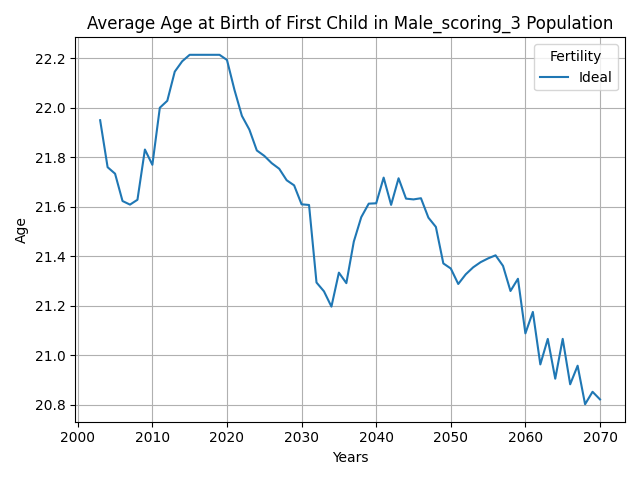 Average Age at Birth of First Child in Male_scoring_3 Population
Fertility
Ideal
22.2
22.0
21.8
21.6
21.4
21.2
21.0
20.8
Age
2000 2010 2020 2030 2040 2050 2060 2070
Years